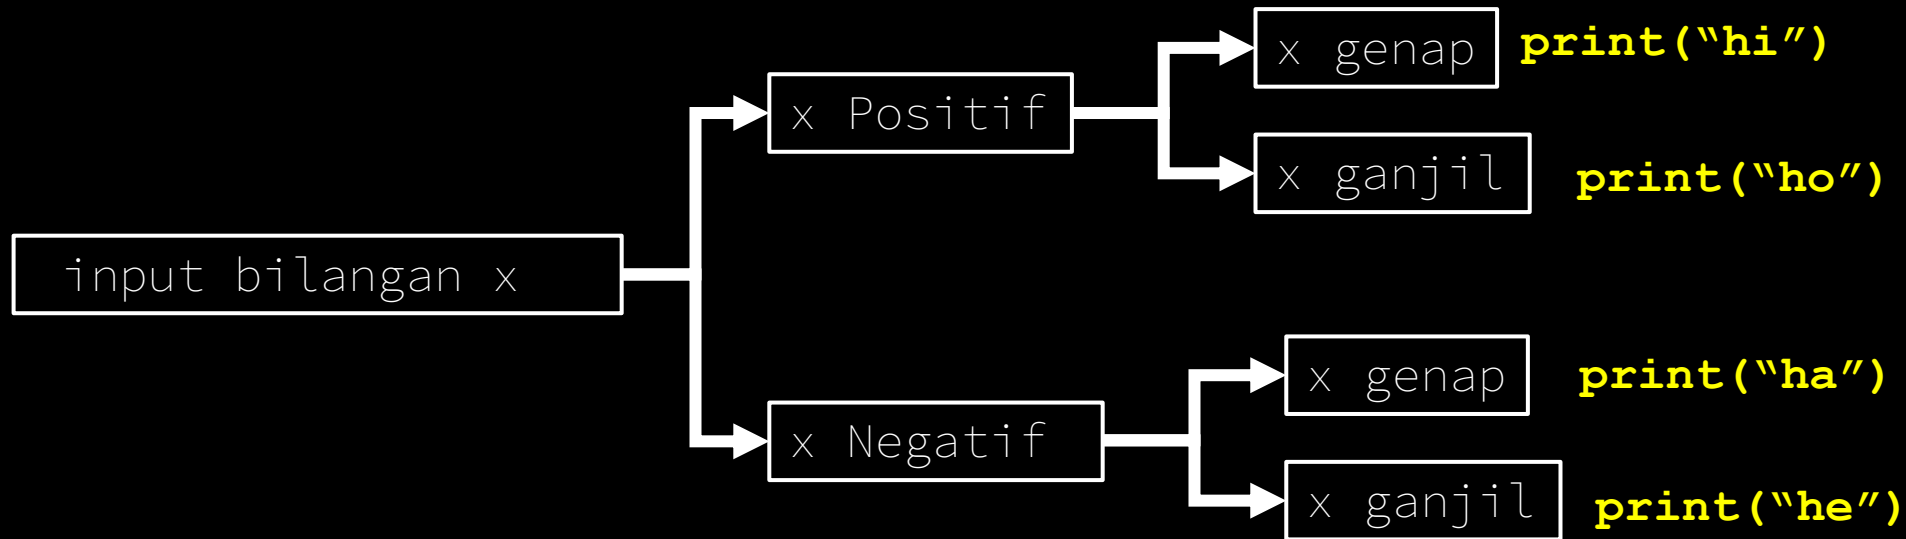 x genap print(“hi”)
x Positif
x ganjil print(“ho”)
input bilangan x
x genap print(“ha”)
x Negatif
x ganjil print(“he”)